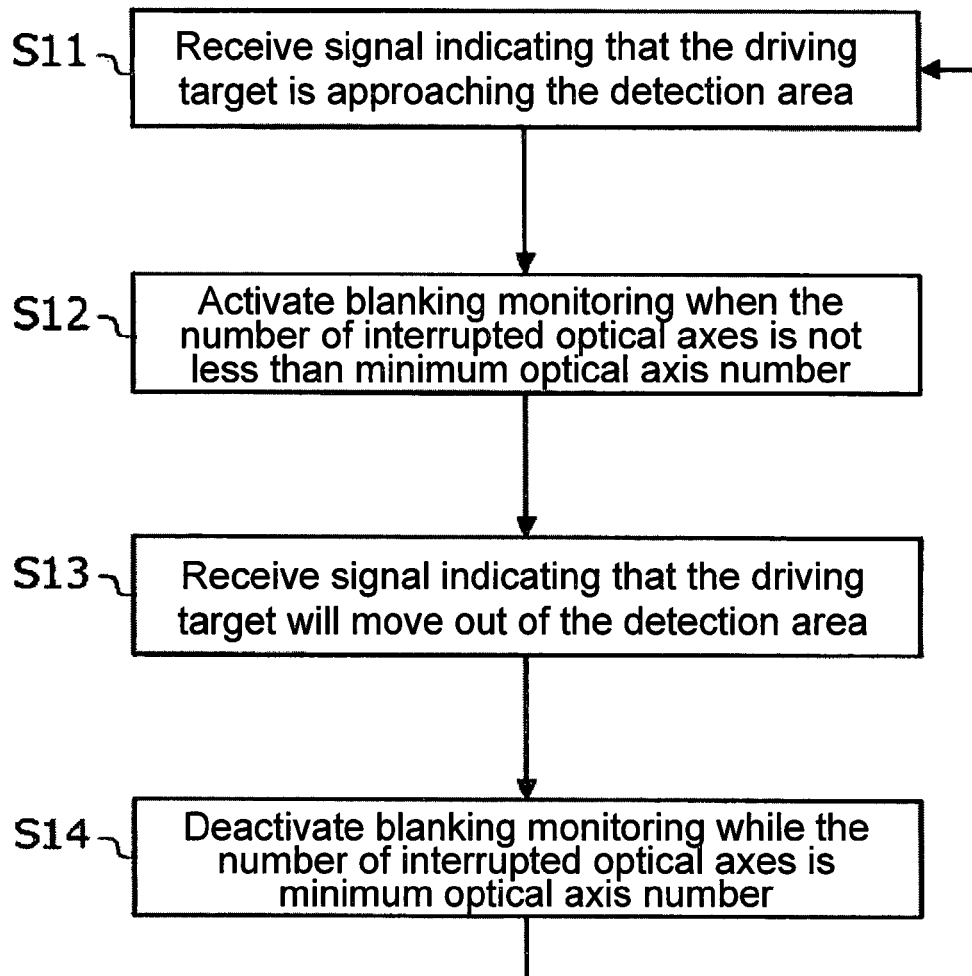 S11
Receive signal indicating that the driving
target is approaching the detection area
S12
Activate blanking monitoring when the
number of interrupted optical axes is not
less than minimum optical axis number
S13
Receive signal indicating that the driving
target will move out of the detection area
S14
Deactivate blanking monitoring while the
number of interrupted optical axes is
minimum optical axis number